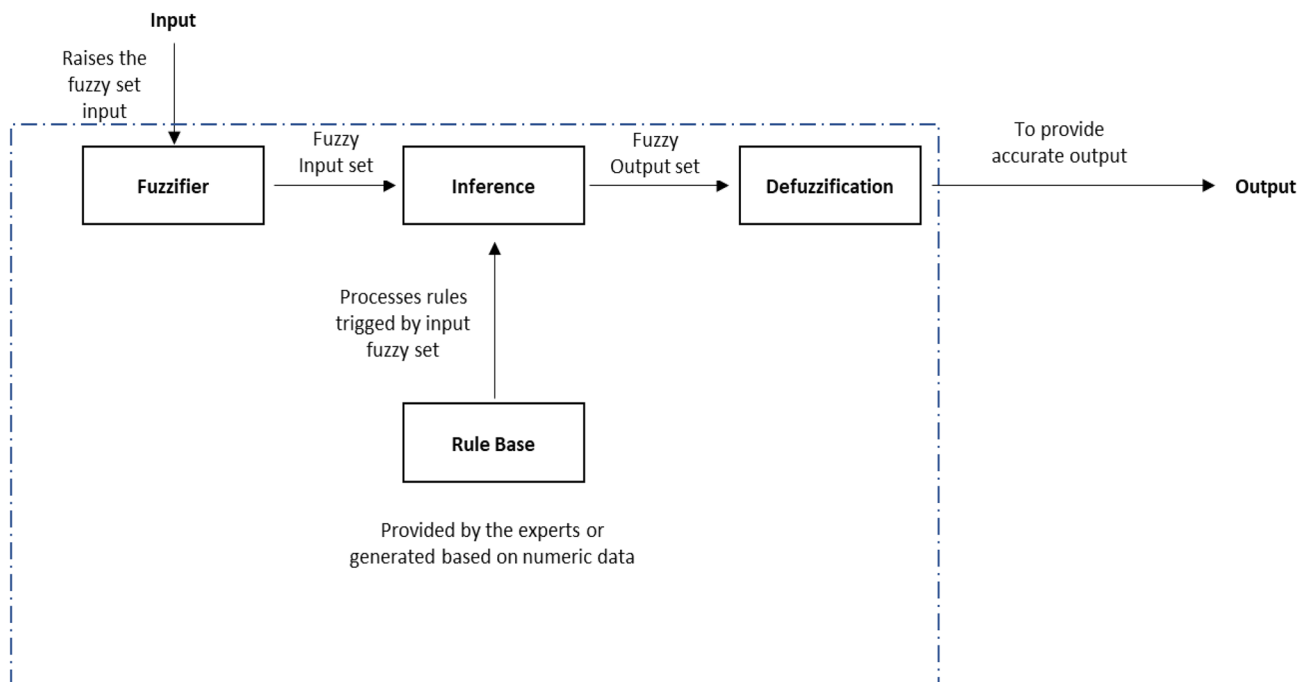 Input
Raises the
fuzzy set
input
Fuzzifier
Fuzzy
Input set
Inference
Fuzzy
Output set
Defuzzification
To provide
accurate output
Output
Processes rules
trigged by input
fuzzy set
Rule Base
Provided by the experts or
generated based on numeric data